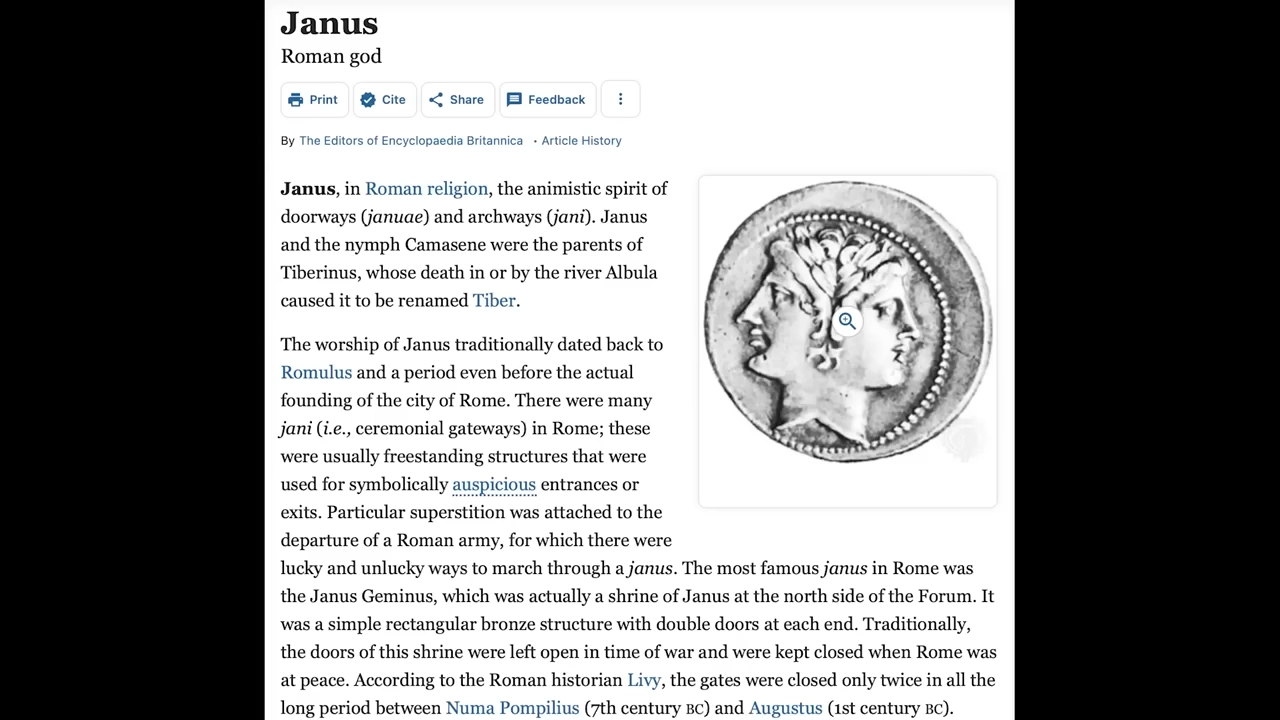 Janus
Roman god
Print Cite Share Feedback
By The Editors of Encyclopaedia Britannica • Article History
Janus, in Roman religion, the animistic spirit of
doorways (januae) and archways (jani). Janus
and the nymph Camasene were the parents of
Tiberinus, whose death in or by the river Albula
caused it to be renamed Tiber.
The worship of Janus traditionally dated back to
Romulus and a period even before the actual
founding of the city of Rome. There were many
jani (i.e., ceremonial gateways) in Rome; these
were usually freestanding structures that were
used for symbolically auspicious entrances or
exits. Particular superstition was attached to the
departure of a Roman army, for which there were
lucky and unlucky ways to march through a janus. The most famous janus in Rome was
the Janus Geminus, which was actually a shrine of Janus at the north side of the Forum. It
was a simple rectangular bronze structure with double doors at each end. Traditionally,
the doors of this shrine were left open in time of war and were kept closed when Rome was
at peace. According to the Roman historian Livy, the gates were closed only twice in all the
long period between Numa Pompilius (7th century BC) and Augustus (1st century BC).